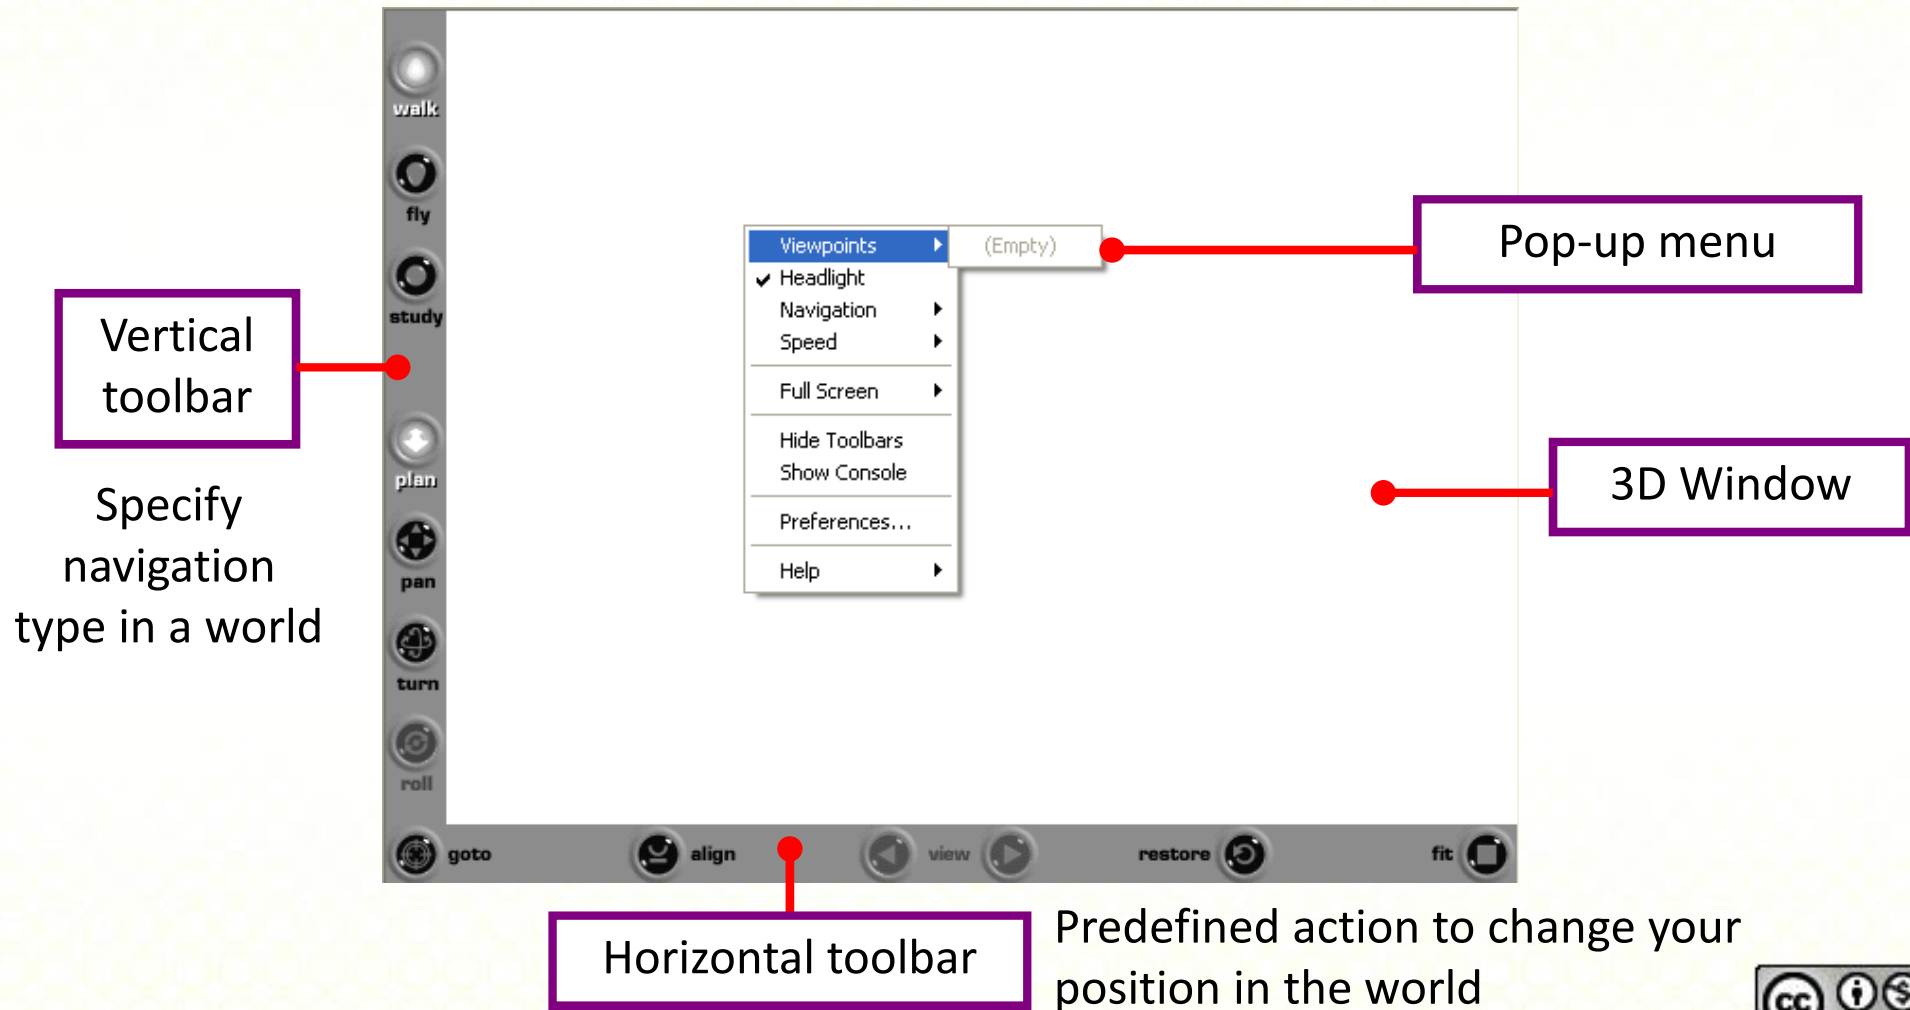 walk
fly
study
plan
pan
turn
roll
goto
align
view
restore
fit
Viewpoints
(Empty)
Headlight
Navigation
Speed
Full Screen
Hide Toolbars
Show Console
Preferences...
Help
Pop-up menu
Vertical
toolbar
Specify
navigation
type in a world
3D Window
Horizontal toolbar
Predefined action to change your
position in the world
cc